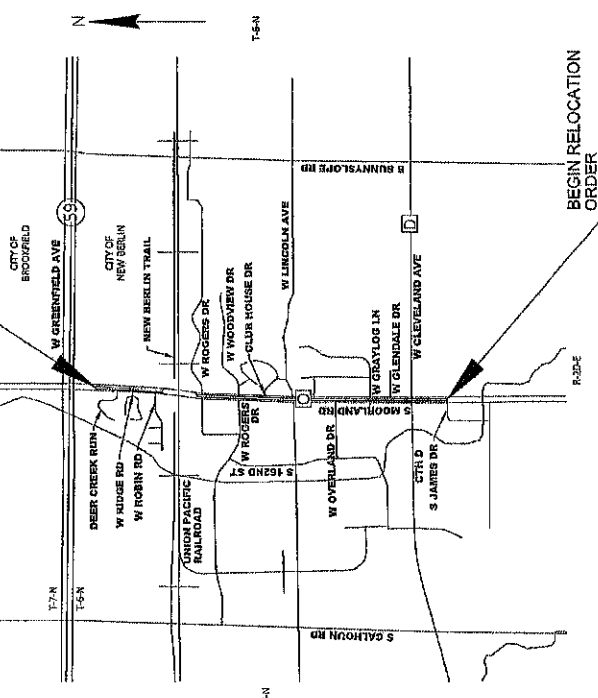 N
T-6-N
CITY OF
BROOKFIELD
59
W GREENFIELD AVE
CITY OF
NEW BERLIN
T-7-N
T-6-N
NEW BERLIN TRAIL
DEER CREEK RUN
W RIDGE RD
W ROBIN RD
UNION PACIFIC
RAILROAD
W ROGERS DR
W WOODVIEW DR
CLUB HOUSE DR
W ROGERS
DR
S 162ND ST
S SUNNYSLOPE RD
W LINCOLN AVE
O
S MOORLAND RD
W OVERLAND DR
W GRAYLOG LN
W GLENDALE DR
D
W CLEVELAND AVE
CTH D
S JAMES DR
S CALHOUN RD
-N
R-20-E
BEGIN RELOCATION
ORDER